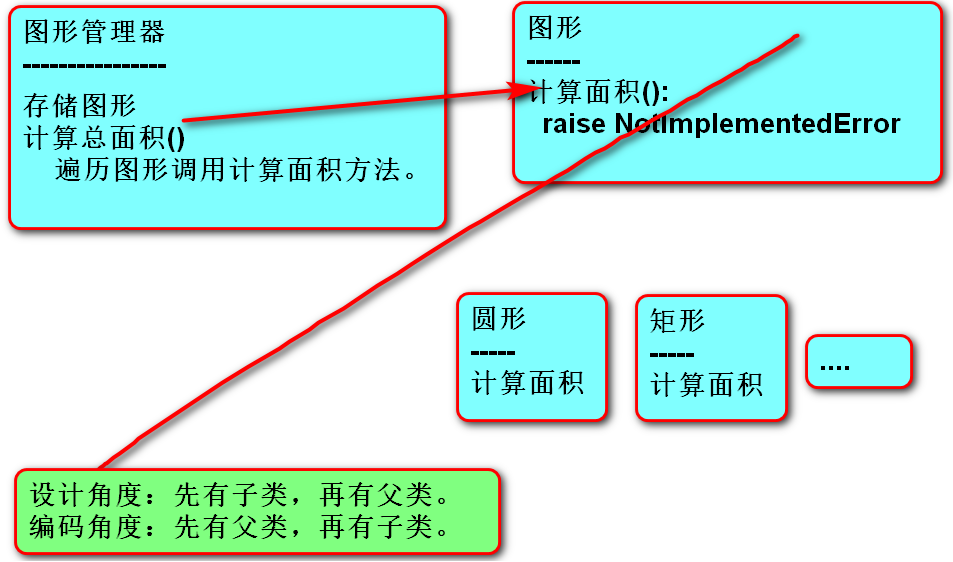 图形管理器
----------------
存储图形
计算总面积()
遍历图形调用计算面积方法。
图形
------
计算面积():
raise NotImplementedError
圆形
-----
计算面积
矩形
-----
计算面积
....
设计角度：先有子类，再有父类。
编码角度：先有父类，再有子类。